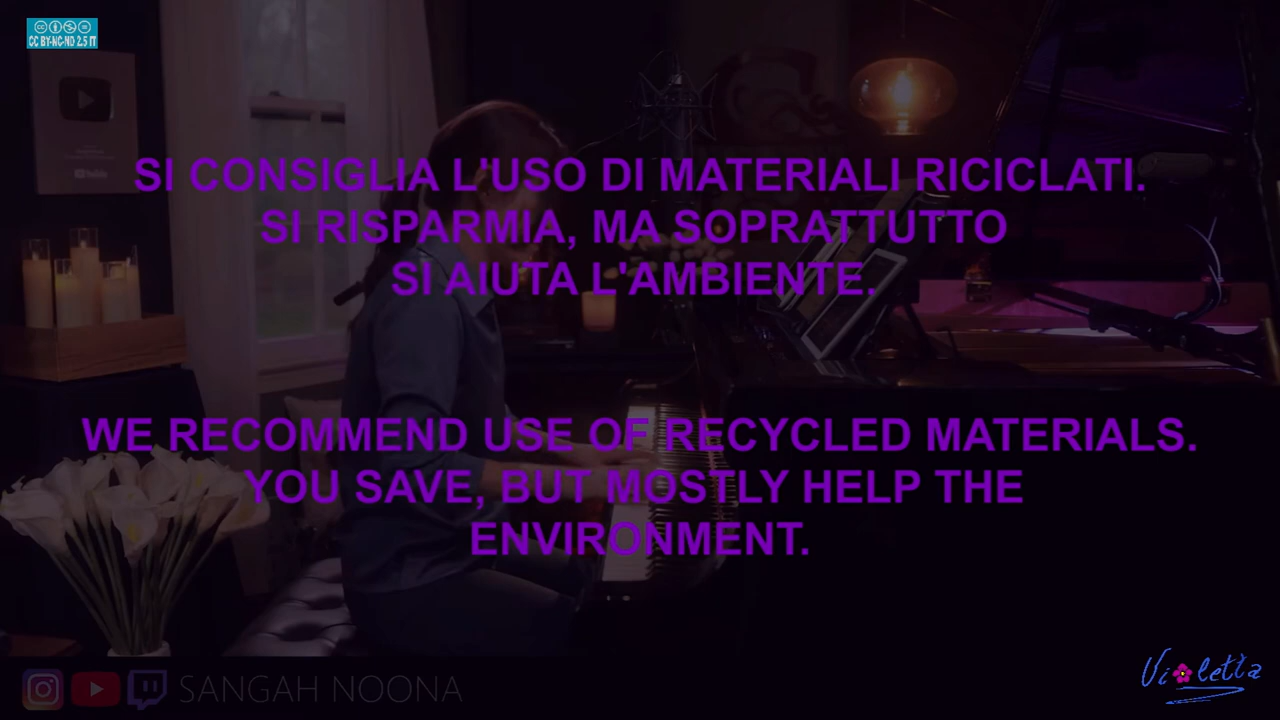 CC BY-NC-ND 2.5 IT
SI CONSIGLIA L'USO DI MATERIALI RICICLATI.
SI RISPARMIA, MA SOPRATTUTTO
SI AIUTA L'AMBIENTE.
WE RECOMMEND USE OF RECYCLED MATERIALS.
YOU SAVE, BUT MOSTLY HELP THE
ENVIRONMENT.
SANGAH NOONA
Violetta